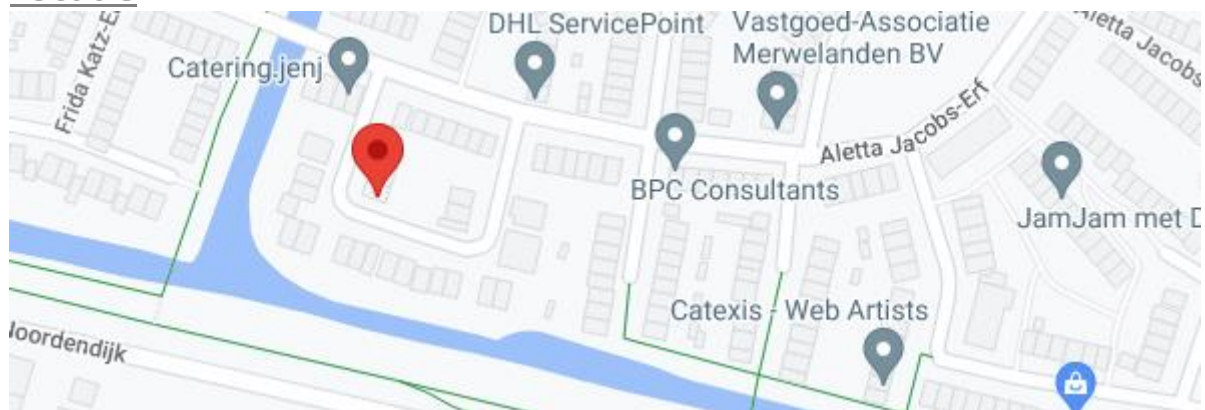 DHL ServicePoint
Vastgoed-Associatie
Merwelanden BV
Aletta Jacobs
Catering.jenj
Frida Katz-E
Aletta Jacobs-Erf
BPC Consultants
JamJam met D
Catexis - Web Artists
loordendijk